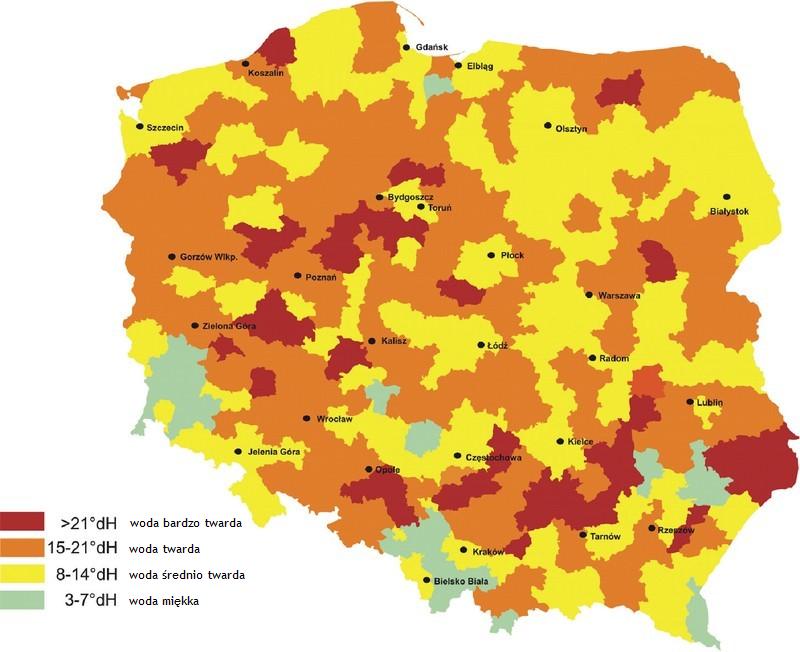 Gdańsk
Elbląg
Koszalin
Szczecin
Olsztyn
Bydgoszcz
Toruń
Białystok
Gorzów Wlkp.
Płock
Poznań
Warszawa
Zielona Góra
Kalisz
Łódź
Radom
Lublin
Wrocław
Kielce
Jelenia Góra
Częstochowa
Opole
>21°dH woda bardzo twarda
15-21°dH woda twarda
8-14°dH woda średnio twarda
3-7°dH woda miękka
Rzeszów
Tarnów
Kraków
Bielsko Biała